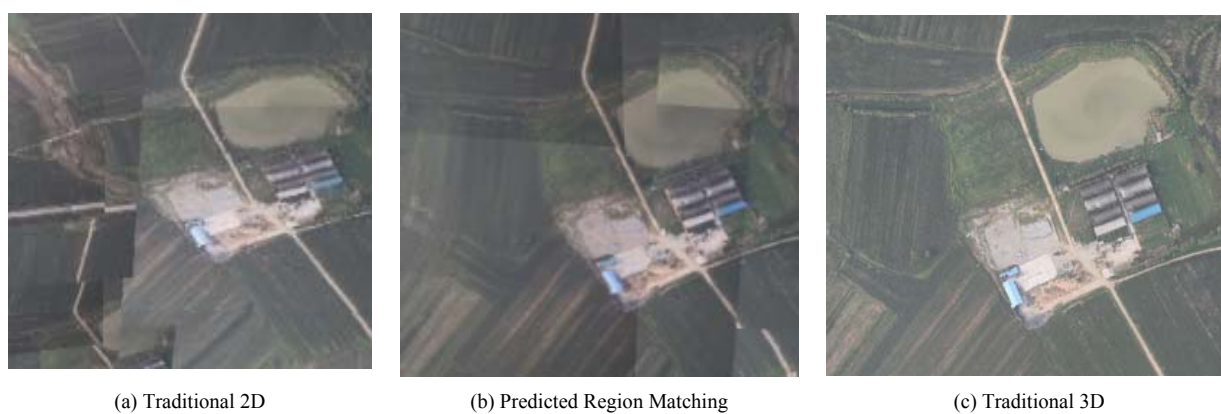 (a) Traditional 2D
(b) Predicted Region Matching
(c) Traditional 3D